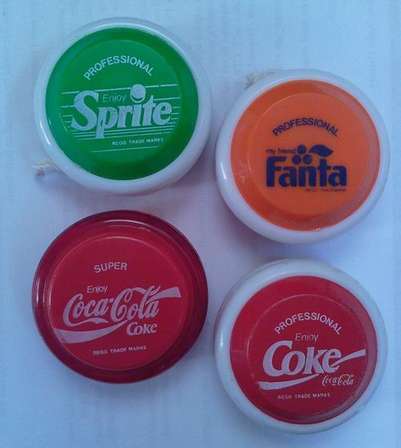 PROFESSIONAL
Enjoy
Sprite
REGD TRADE MARKS
PROFESSIONAL
my friend
Fanta
SUPER
Enjoy
Coca-Cola
Coke
REGD TRADE MARKS
PROFESSIONAL
Enjoy
Coke
Coca-Cola
REGD TRADE MARKS